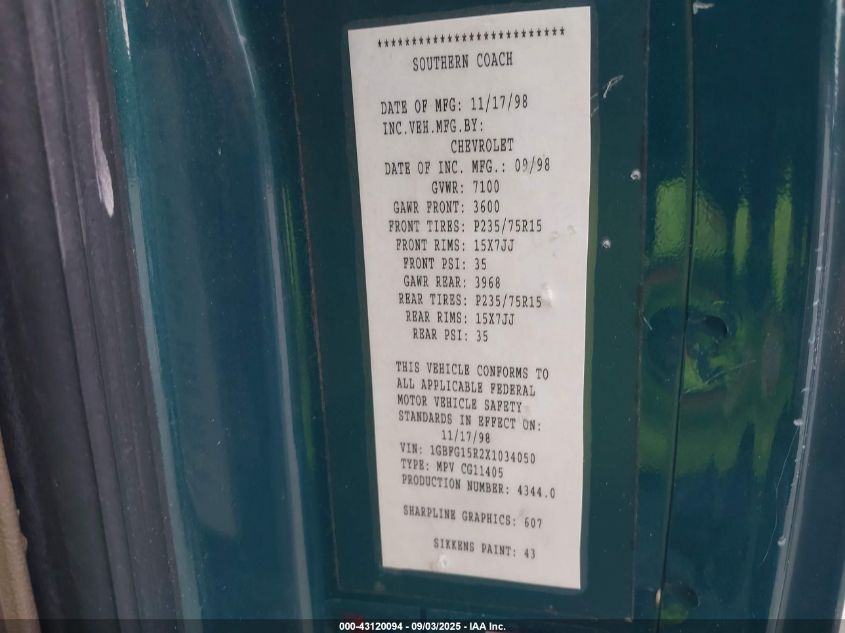 **************************
SOUTHERN COACH
DATE OF MFG: 11/17/98
INC.VEH.MFG.BY:
CHEVROLET
DATE OF INC. MFG.: 09/98
GVWR: 7100
GAWR FRONT: 3600
FRONT TIRES: P235/75R15
FRONT RIMS: 15X7JJ
FRONT PSI: 35
GAWR REAR: 3968
REAR TIRES: P235/75R15
REAR RIMS: 15X7JJ
REAR PSI: 35
THIS VEHICLE CONFORMS TO
ALL APPLICABLE FEDERAL
MOTOR VEHICLE SAFETY
STANDARDS IN EFFECT ON:
11/17/98
VIN: 1GBFG15R2X1034050
TYPE: MPV CG11405
PRODUCTION NUMBER: 4344.0
SHARPLINE GRAPHICS: 607
SIKKENS PAINT: 43
000-43120094 - 09/03/2025 - IAA Inc.